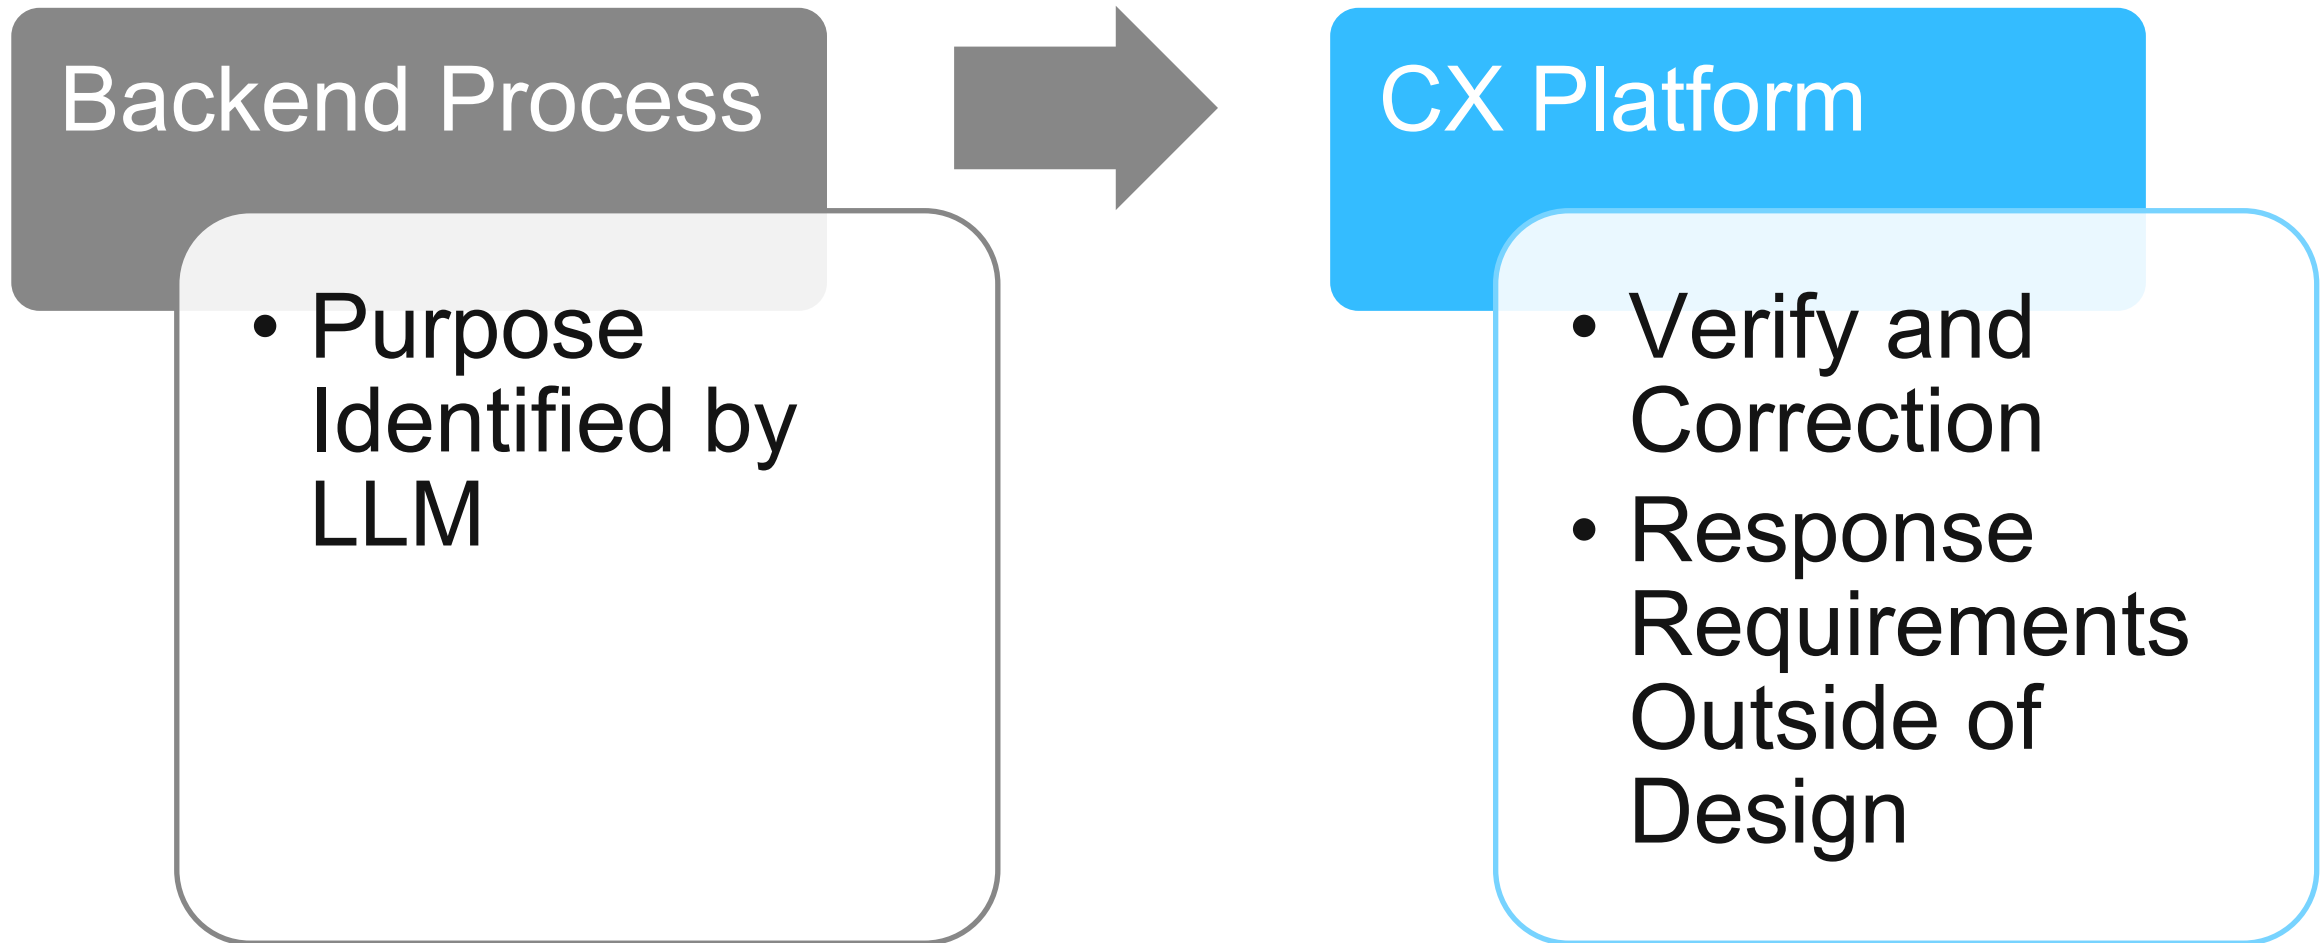 Backend Process
• Purpose
Identified by
LLM
CX Platform
• Verify and
Correction
• Response
Requirements
Outside of
Design